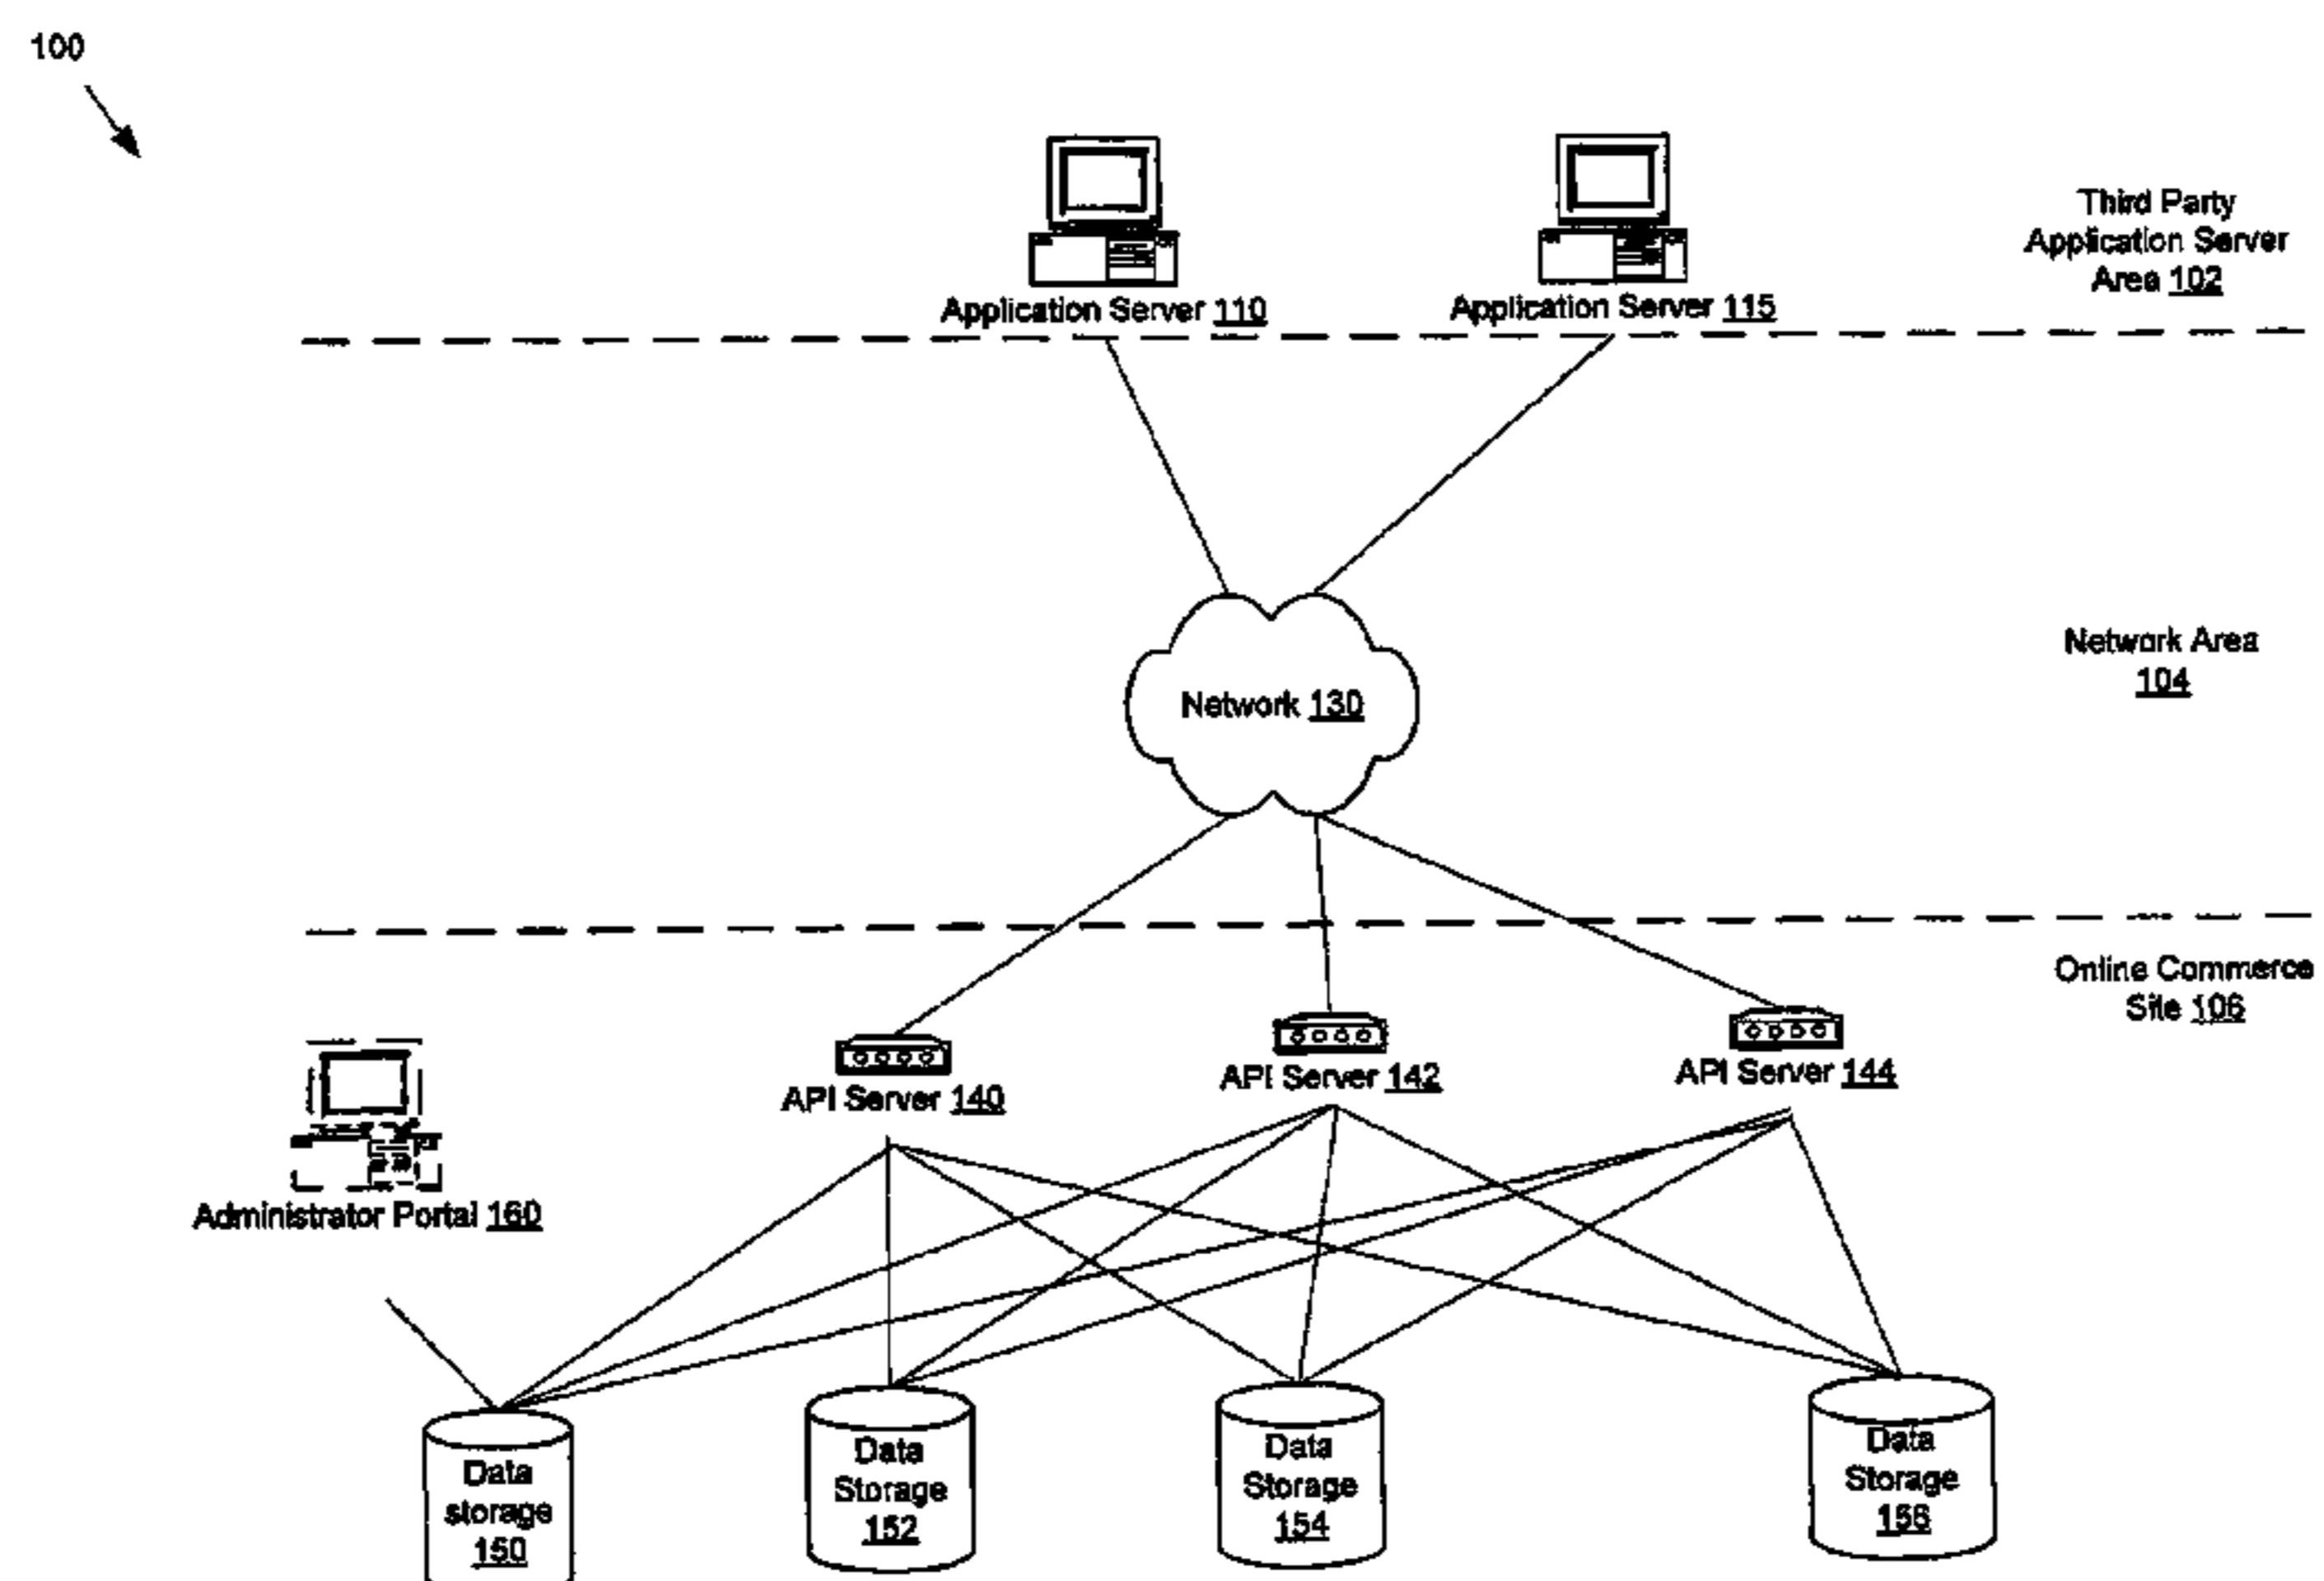 100
Third Party
Application Server
Area 102
Application Server 110
Application Server 115
Network Area
104
Network 130
Online Commerce
Site 106
API Server 140
API Server 142
API Server 144
Administrator Portal 160
Data
storage
150
Data
Storage
152
Data
Storage
154
Data
Storage
156